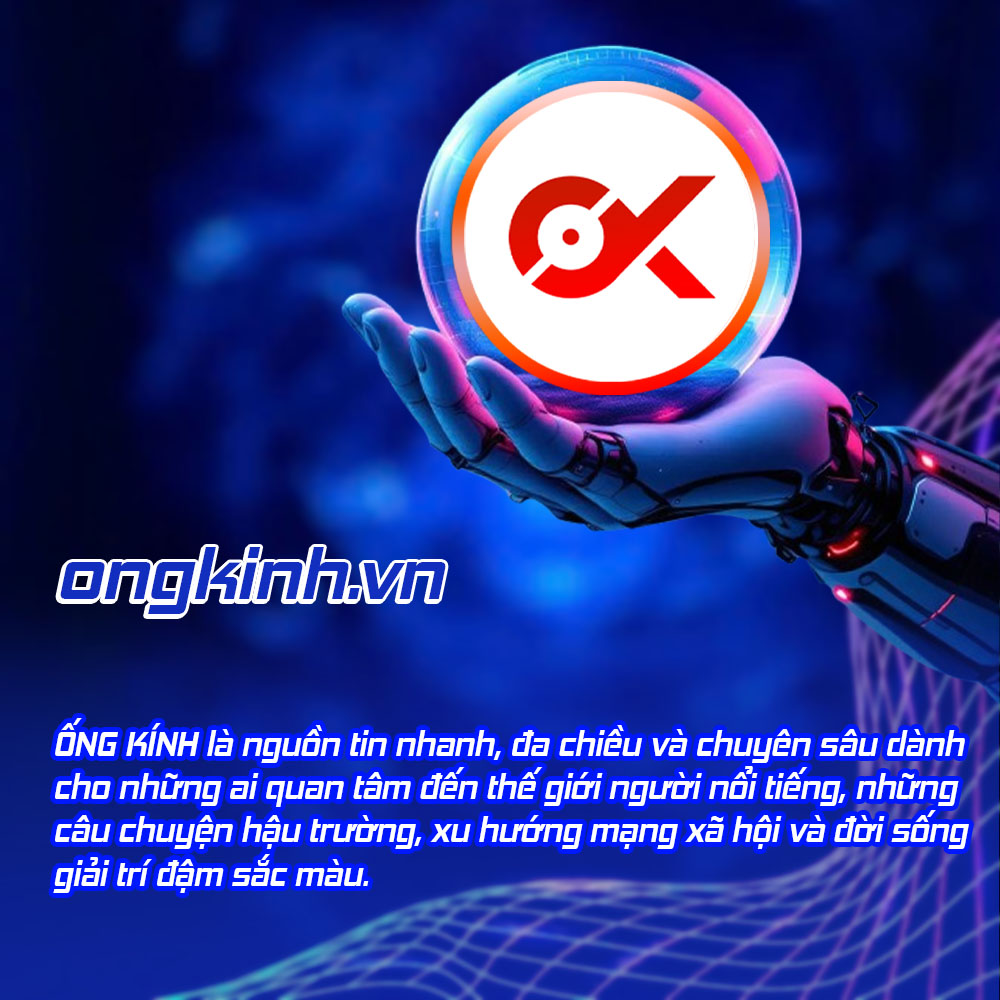 OK
ongkinh.vn
ỐNG KÍNH là nguồn tin nhanh, đa chiều và chuyên sâu dành
cho những ai quan tâm đến thế giới người nổi tiếng, những
câu chuyện hậu trường, xu hướng mạng xã hội và đời sống
giải trí đậm sắc màu.